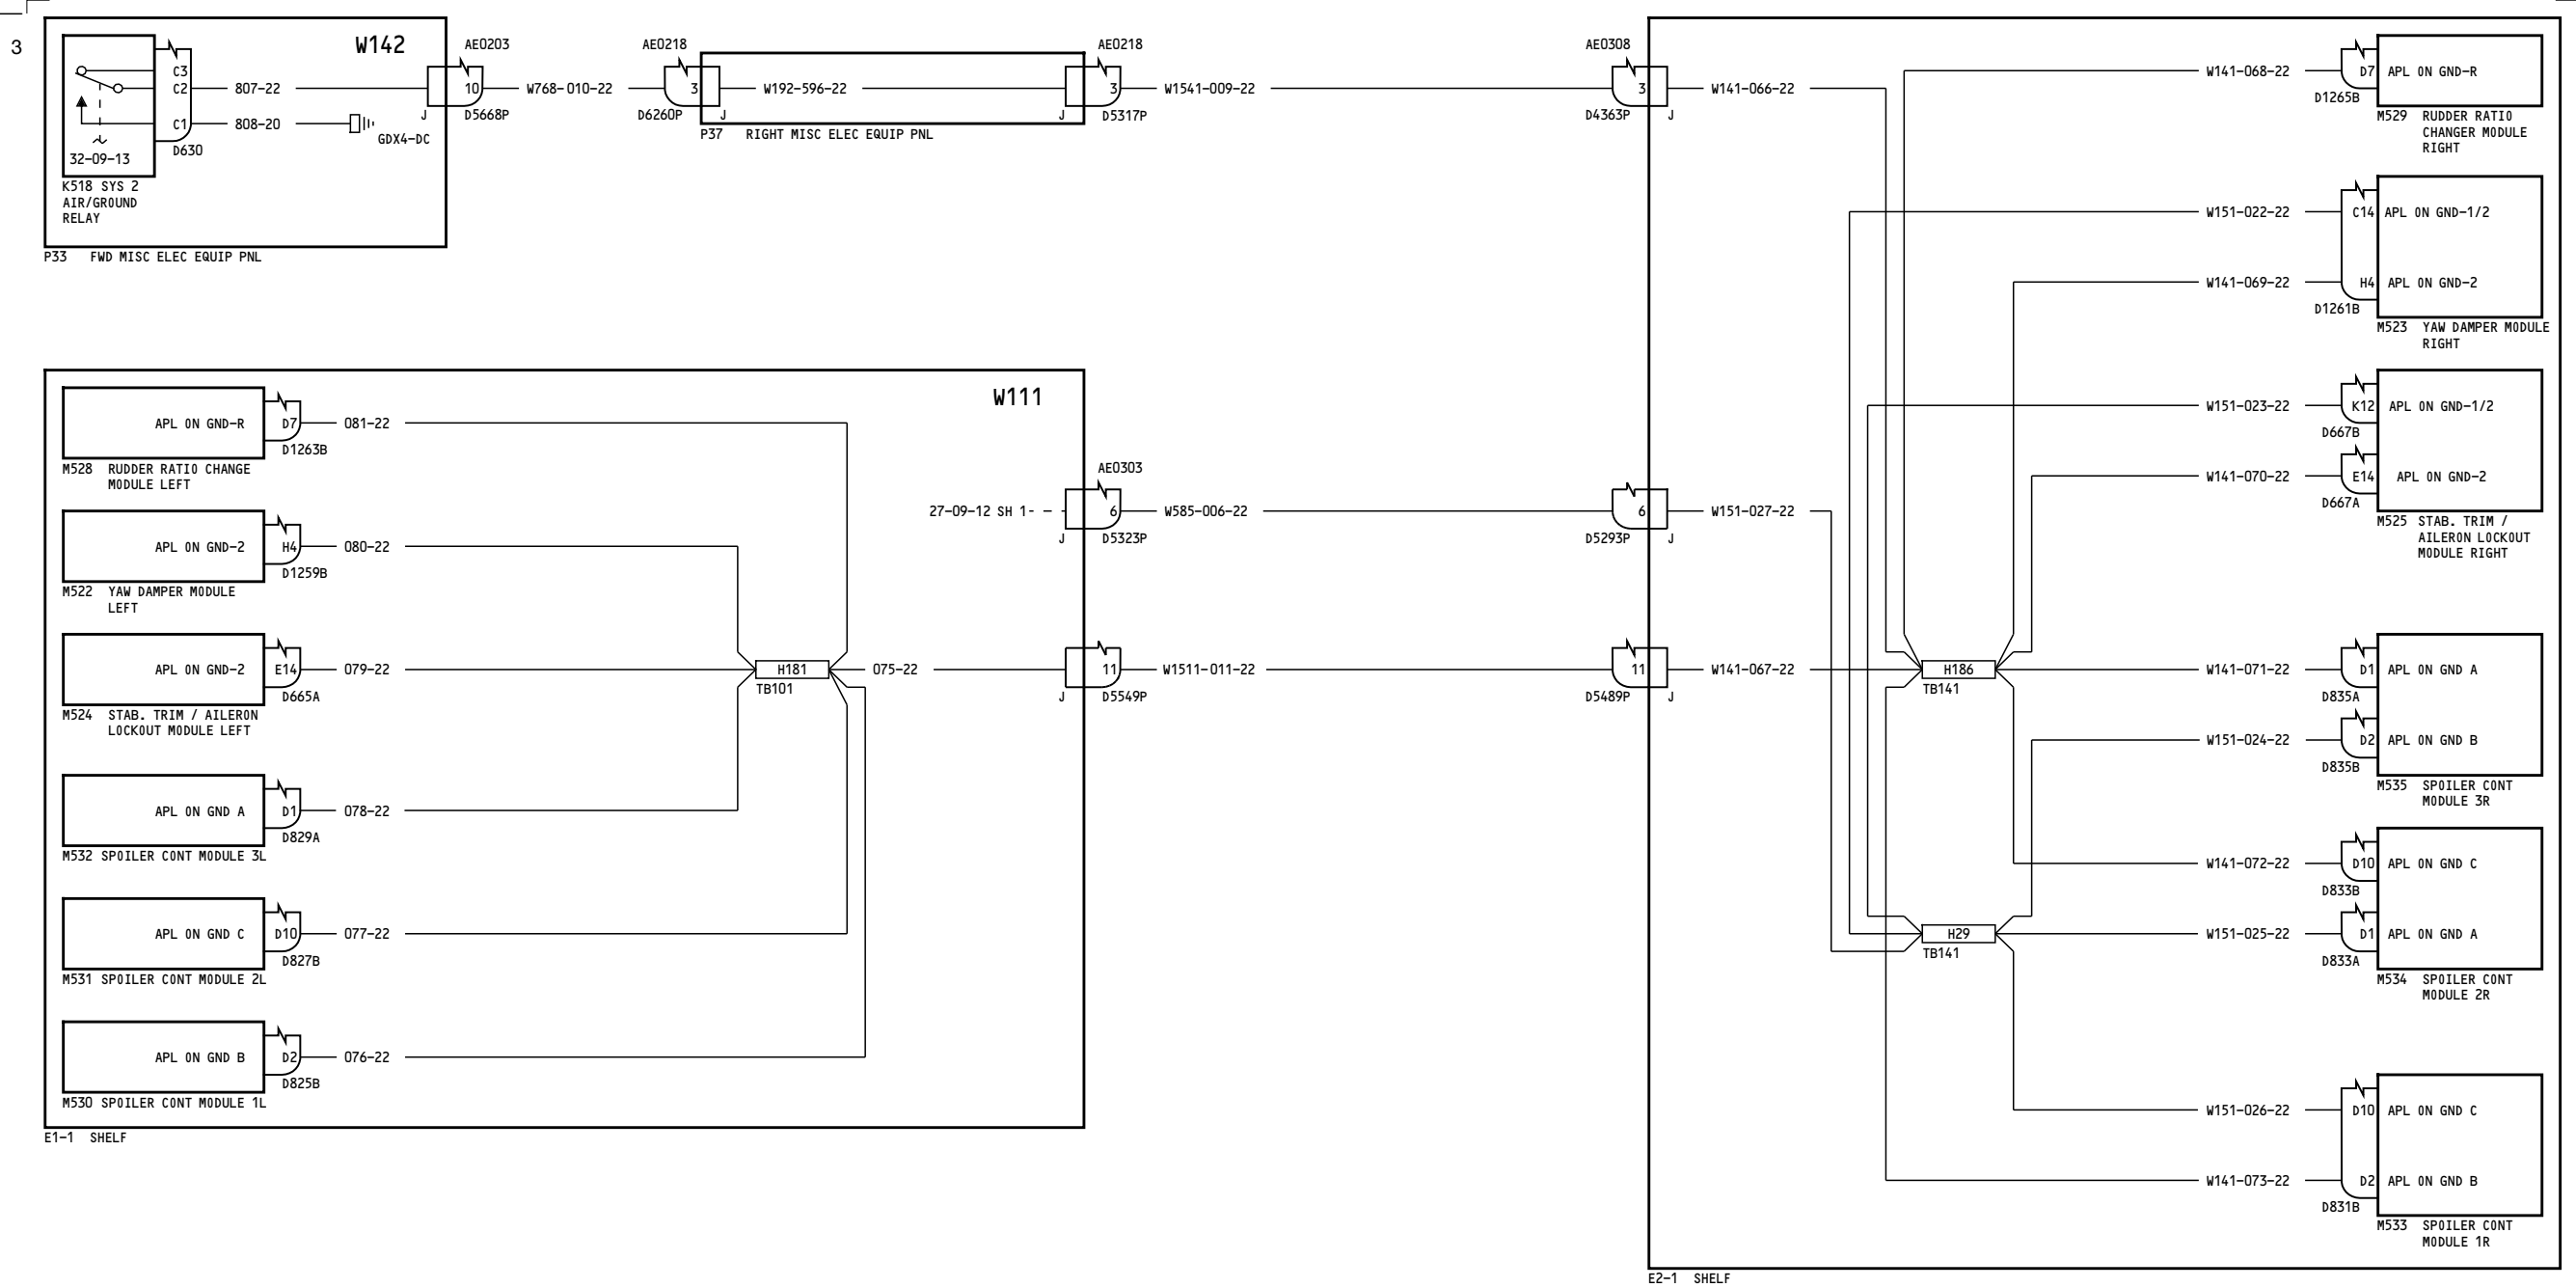 3
W142
C3
C2
C1
807-22
808-20
GDX4-DC
D630
32-09-13
K518 SYS 2
AIR/GROUND
RELAY
P33 FWD MISC ELEC EQUIP PNL
AE0203
10
J
D5668P
W768-010-22
AE0218
3
D6260P
J
W192-596-22
P37 RIGHT MISC ELEC EQUIP PNL
AE0218
3
J
D5317P
W1541-009-22
AE0308
3
D4363P
J
W141-066-22
W111
APL ON GND-R
D7
081-22
D1263B
M528 RUDDER RATIO CHANGE
MODULE LEFT
APL ON GND-2
H4
080-22
D1259B
M522 YAW DAMPER MODULE
LEFT
APL ON GND-2
E14
079-22
D665A
M524 STAB. TRIM / AILERON
LOCKOUT MODULE LEFT
APL ON GND A
D1
078-22
D829A
M532 SPOILER CONT MODULE 3L
APL ON GND C
D10
077-22
D827B
M531 SPOILER CONT MODULE 2L
APL ON GND B
D2
076-22
D825B
M530 SPOILER CONT MODULE 1L
E1-1 SHELF
H181
TB101
075-22
AE0303
27-09-12 SH 1- -
6
J
D5323P
W585-006-22
6
D5293P
J
W151-027-22
11
J
D5549P
W1511-011-22
11
D5489P
J
W141-067-22
H186
TB141
H29
TB141
W141-068-22
D7
APL ON GND-R
D1265B
M529 RUDDER RATIO
CHANGER MODULE
RIGHT
W151-022-22
C14
APL ON GND-1/2
W141-069-22
H4
APL ON GND-2
D1261B
M523 YAW DAMPER MODULE
RIGHT
W151-023-22
K12
APL ON GND-1/2
D667B
W141-070-22
E14
APL ON GND-2
D667A
M525 STAB. TRIM /
AILERON LOCKOUT
MODULE RIGHT
W141-071-22
D1
APL ON GND A
D835A
W151-024-22
D2
APL ON GND B
D835B
M535 SPOILER CONT
MODULE 3R
W141-072-22
D10
APL ON GND C
D833B
W151-025-22
D1
APL ON GND A
D833A
M534 SPOILER CONT
MODULE 2R
W151-026-22
D10
APL ON GND C
W141-073-22
D2
APL ON GND B
D831B
M533 SPOILER CONT
MODULE 1R
E2-1 SHELF